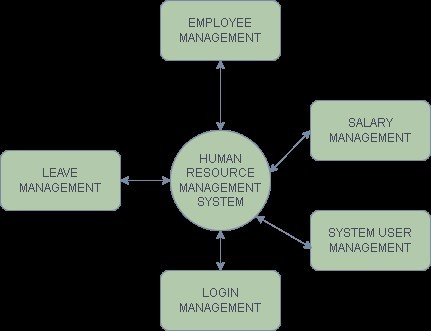 EMPLOYEE
MANAGEMENT
SALARY
MANAGEMENT
HUMAN
RESOURCE
MANAGEMENT
SYSTEM
LEAVE
MANAGEMENT
SYSTEM USER
MANAGEMENT
LOGIN
MANAGEMENT